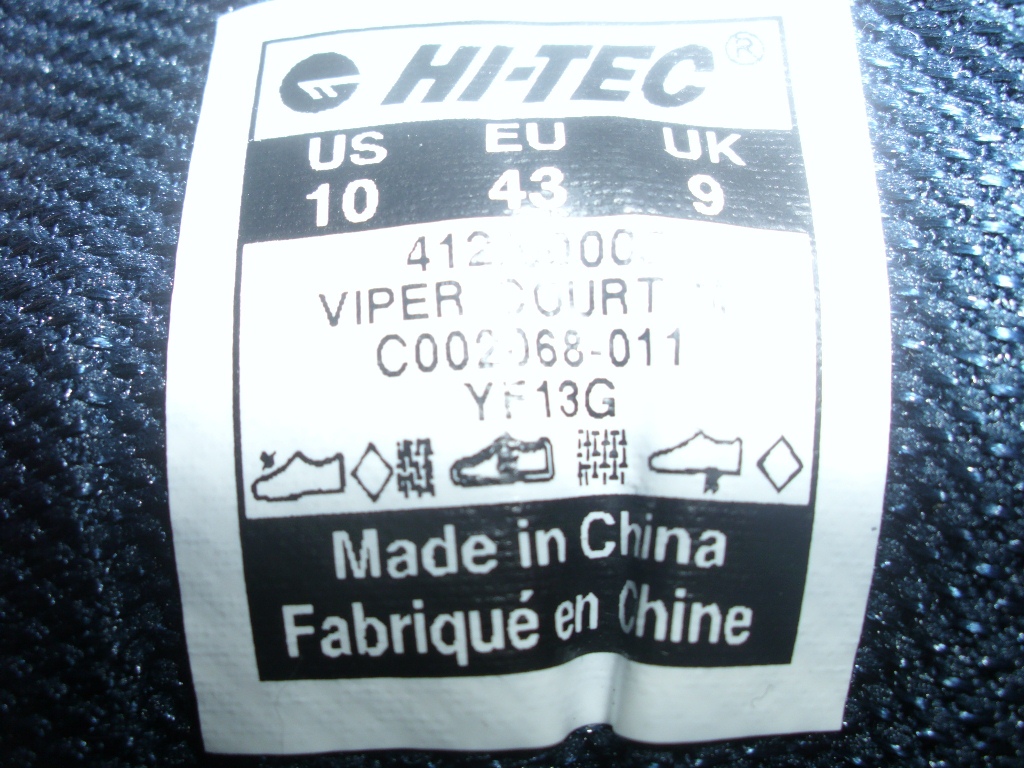 HI-TEC ®
US EU UK
10 43 9
VIPER COURT
C002068-011
YF13G
Made in China
Fabriqué en Chine